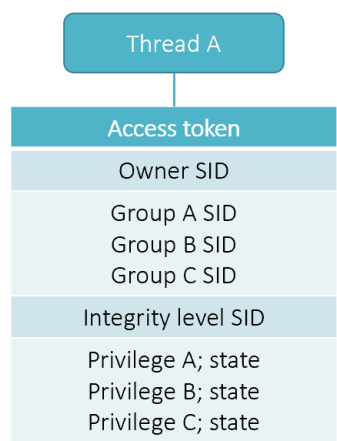 Thread A
Access token
Owner SID
Group A SID
Group B SID
Group C SID
Integrity level SID
Privilege A; state
Privilege B; state
Privilege C; state